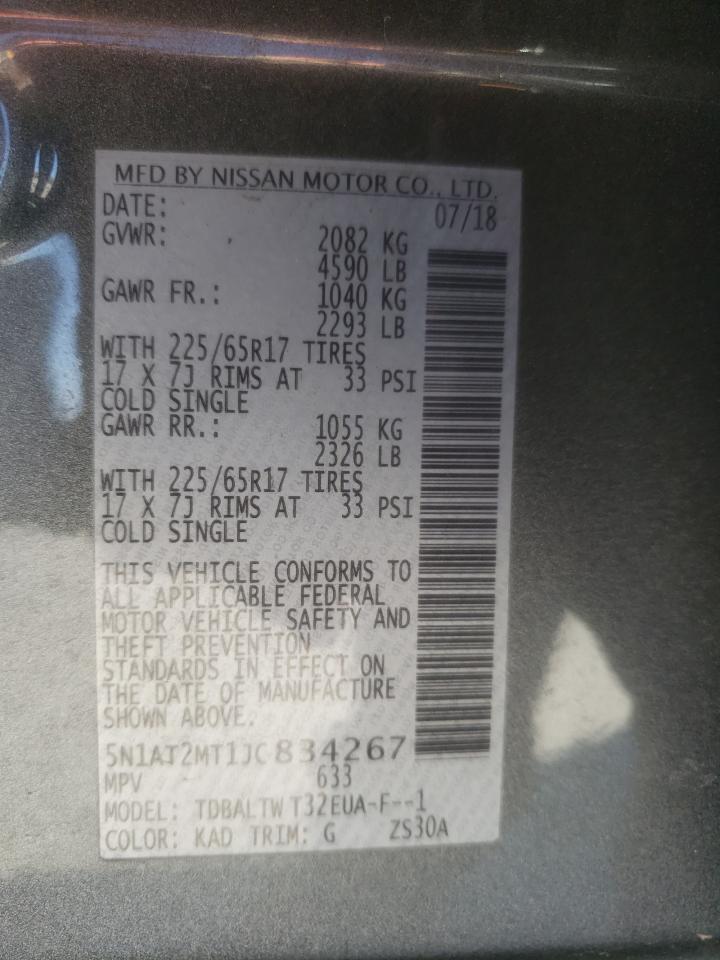 MFD BY NISSAN MOTOR CO., LTD.
DATE: 07/18
GVWR: 2082 KG
4590 LB
GAWR FR.: 1040 KG
2293 LB
WITH 225/65R17 TIRES
17 X 7J RIMS AT 33 PSI
COLD SINGLE
GAWR RR.: 1055 KG
2326 LB
WITH 225/65R17 TIRES
17 X 7J RIMS AT 33 PSI
COLD SINGLE
THIS VEHICLE CONFORMS TO
ALL APPLICABLE FEDERAL
MOTOR VEHICLE SAFETY AND
THEFT PREVENTION
STANDARDS IN EFFECT ON
THE DATE OF MANUFACTURE
SHOWN ABOVE.
5N1AT2MT1JC834267
MPV 633
MODEL: TDBALTW T32EUA-F--1
COLOR: KAD TRIM: G ZS30A